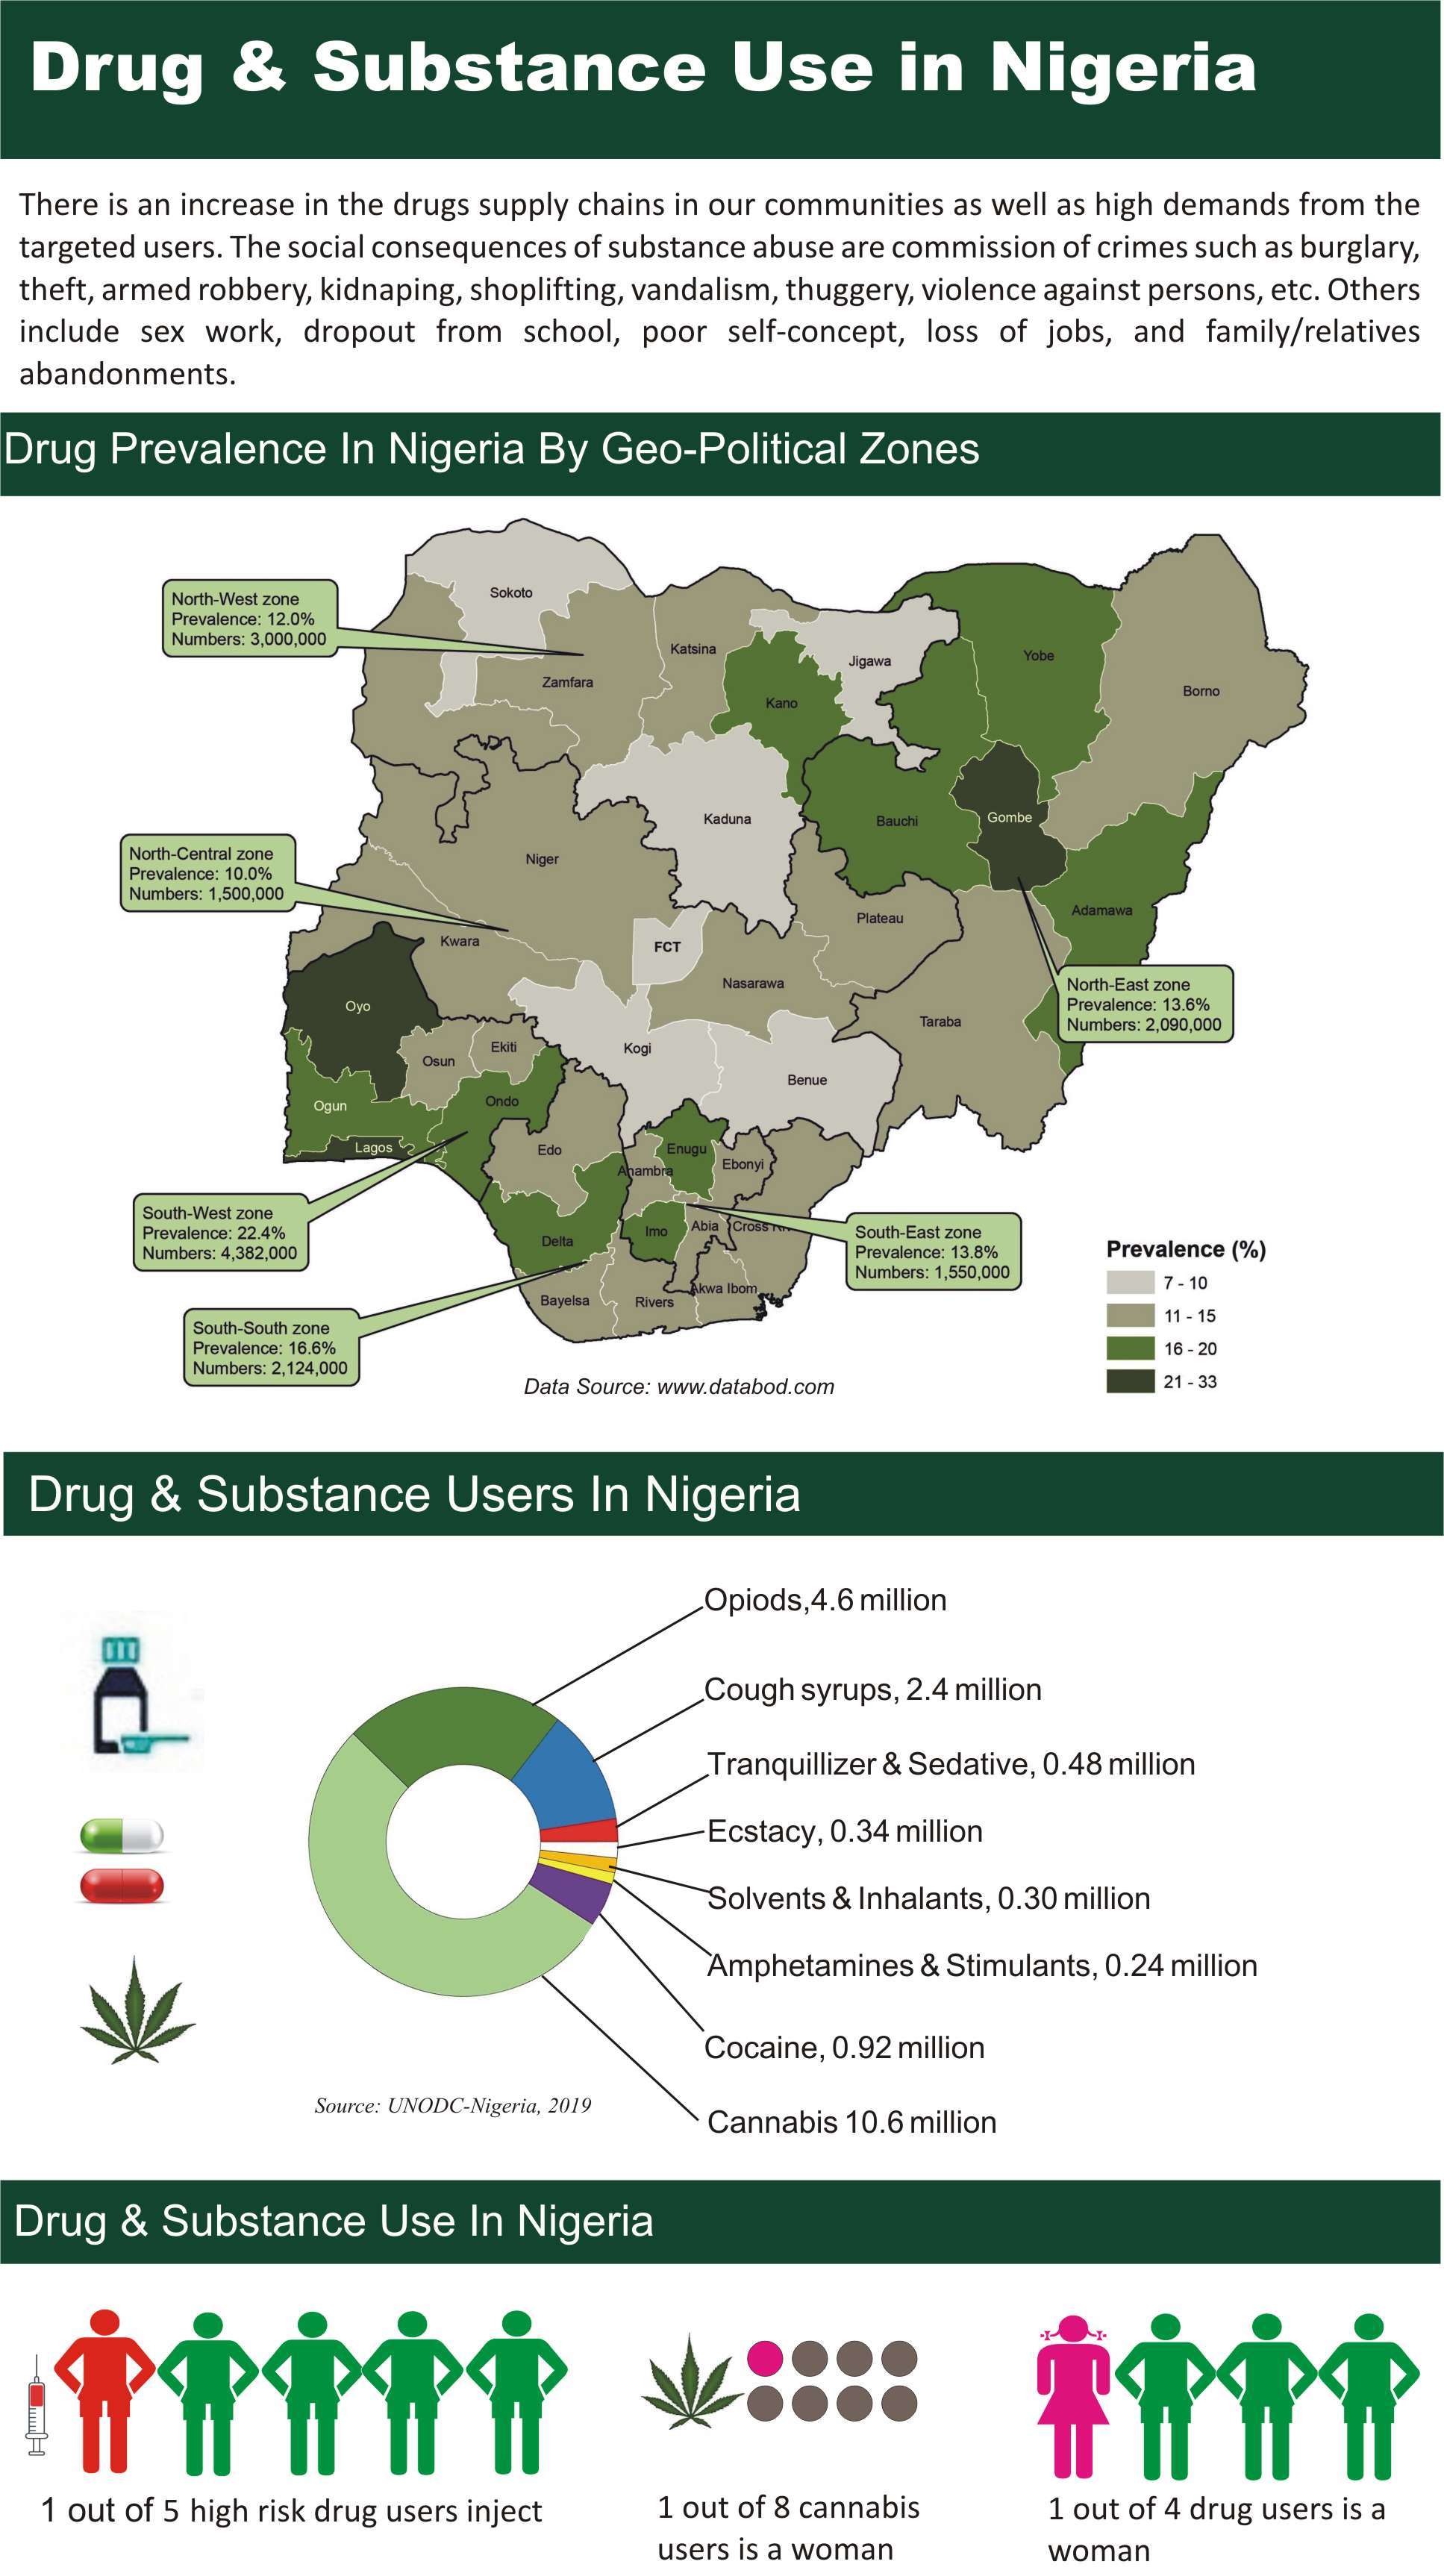 Drug & Substance Use in Nigeria
There is an increase in the drugs supply chains in our communities as well as high demands from the
targeted users. The social consequences of substance abuse are commission of crimes such as burglary,
theft, armed robbery, kidnaping, shoplifting, vandalism, thuggery, violence against persons, etc. Others
include sex work, dropout from school, poor self-concept, loss of jobs, and family/relatives
abandonments.
Drug Prevalence In Nigeria By Geo-Political Zones
North-West zone
Prevalence: 12.0%
Numbers: 3,000,000
Sokoto
Zamfara
Katsina
Kano
Jigawa
Yobe
Borno
Kaduna
Bauchi
Gombe
North-Central zone
Prevalence: 10.0%
Numbers: 1,500,000
Niger
Kwara
FCT
Plateau
Adamawa
Nasarawa
North-East zone
Prevalence: 13.6%
Numbers: 2,090,000
Taraba
Oyo
Osun
Ekiti
Kogi
Benue
Ogun
Ondo
Lagos
Edo
Anambra
Enugu
Ebonyi
South-West zone
Prevalence: 22.4%
Numbers: 4,382,000
Delta
Imo
Abia
Cross
South-East zone
Prevalence: 13.8%
Numbers: 1,550,000
Bayelsa
Rivers
Akwa Ibom
South-South zone
Prevalence: 16.6%
Numbers: 2,124,000
Prevalence (%)
7 - 10
11 - 15
16 - 20
21 - 33
Data Source: www.databod.com
Drug & Substance Users In Nigeria
Opiods,4.6 million
Cough syrups, 2.4 million
Tranquillizer & Sedative, 0.48 million
Ecstacy, 0.34 million
Solvents & Inhalants, 0.30 million
Amphetamines & Stimulants, 0.24 million
Cocaine, 0.92 million
Cannabis 10.6 million
Source: UNODC-Nigeria, 2019
Drug & Substance Use In Nigeria
1 out of 5 high risk drug users inject
1 out of 8 cannabis
users is a woman
1 out of 4 drug users is a
woman